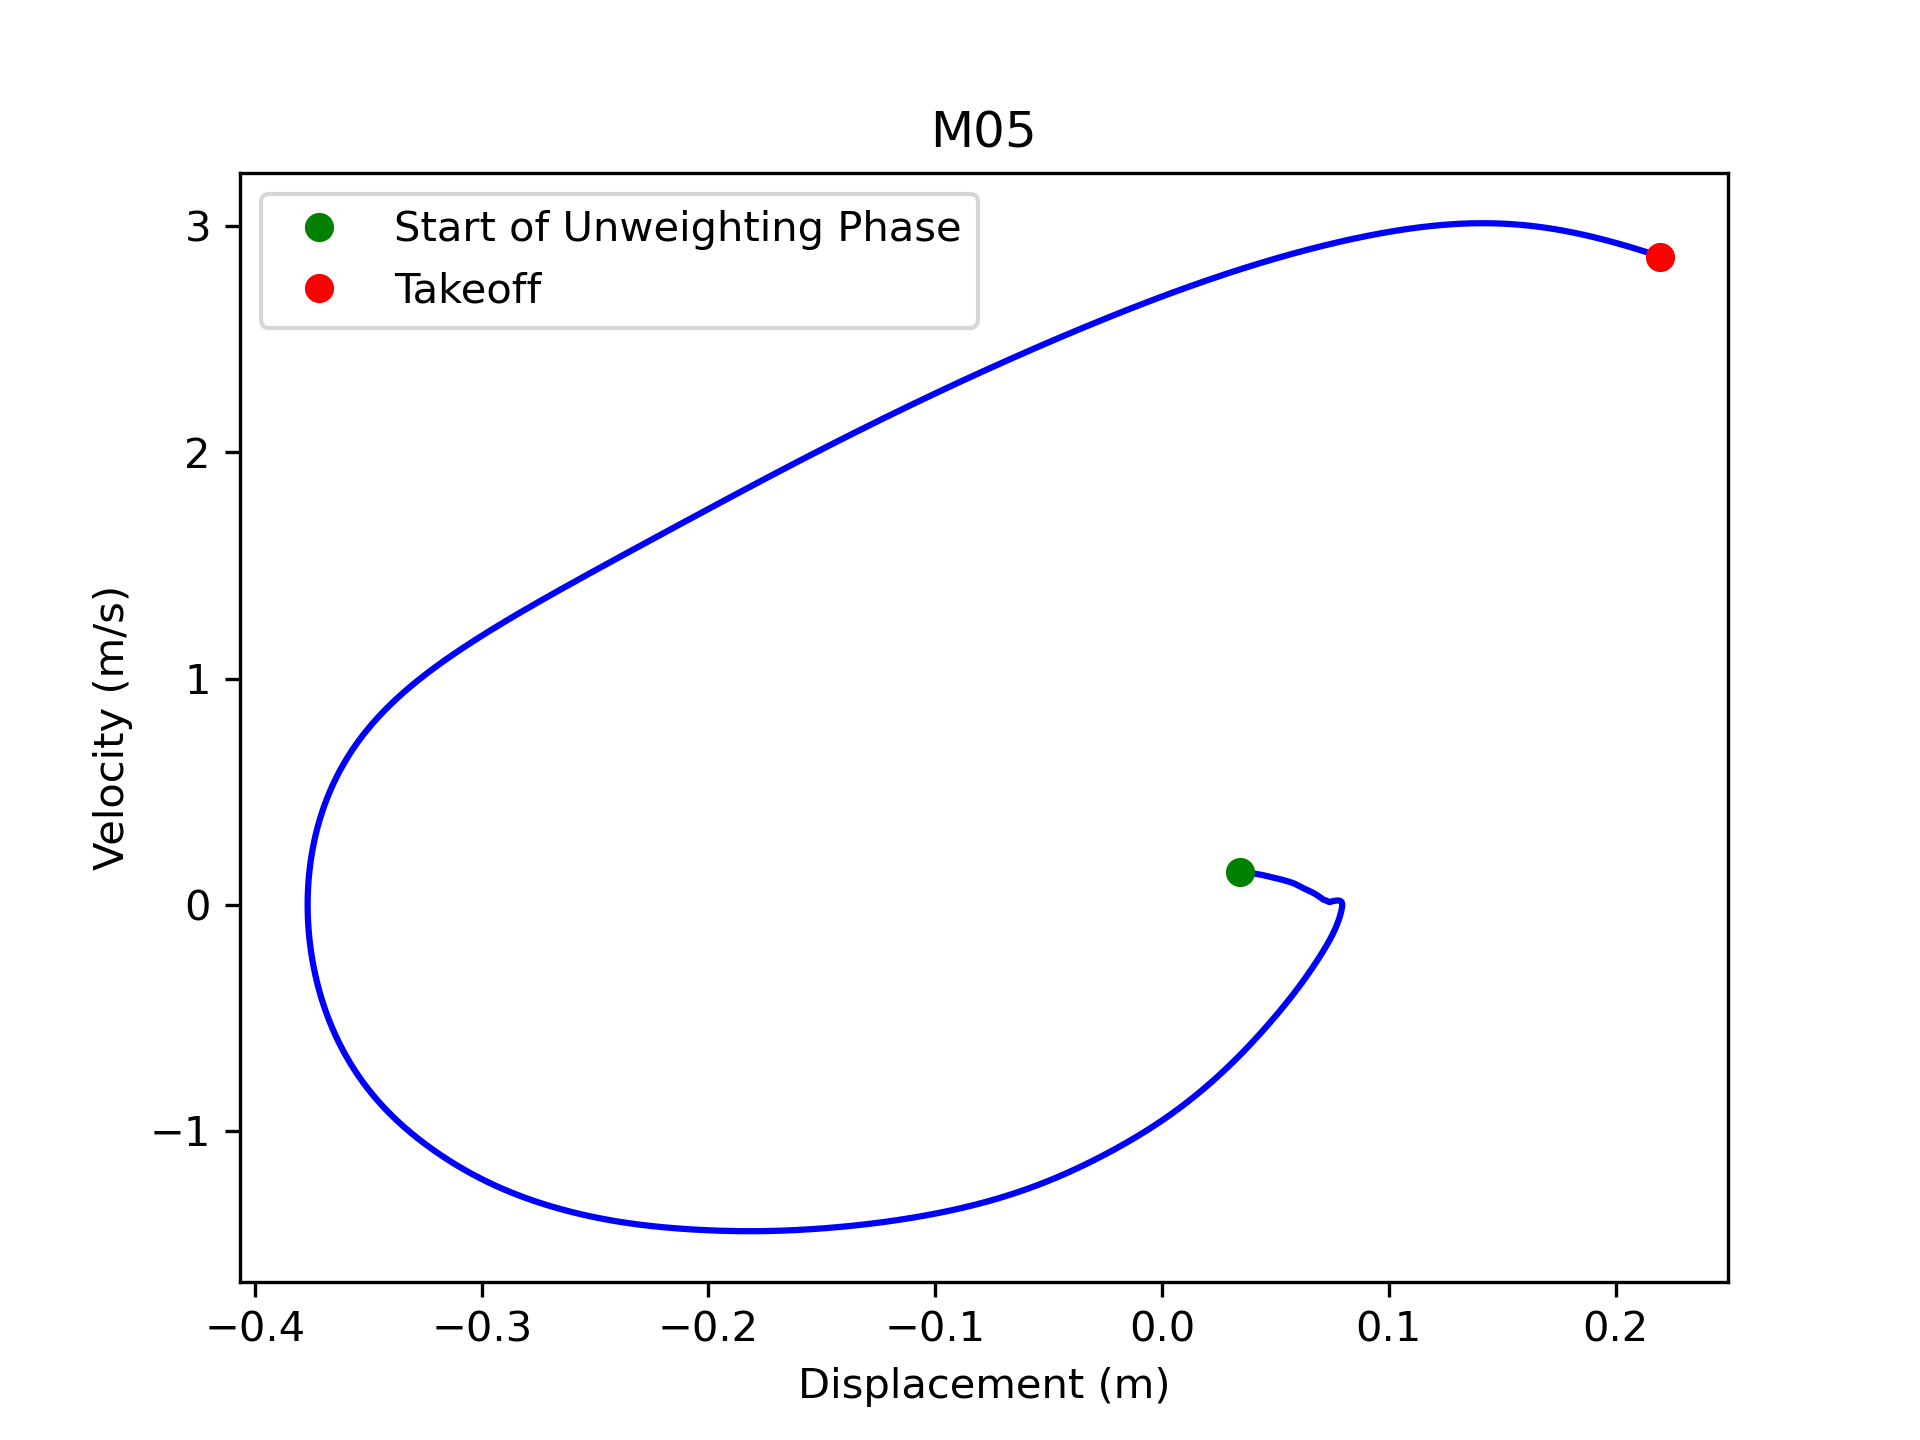 M05
Start of Unweighting Phase
Takeoff
3
2
1
0
−1
Velocity (m/s)
−0.4 −0.3 −0.2 −0.1 0.0 0.1 0.2
Displacement (m)